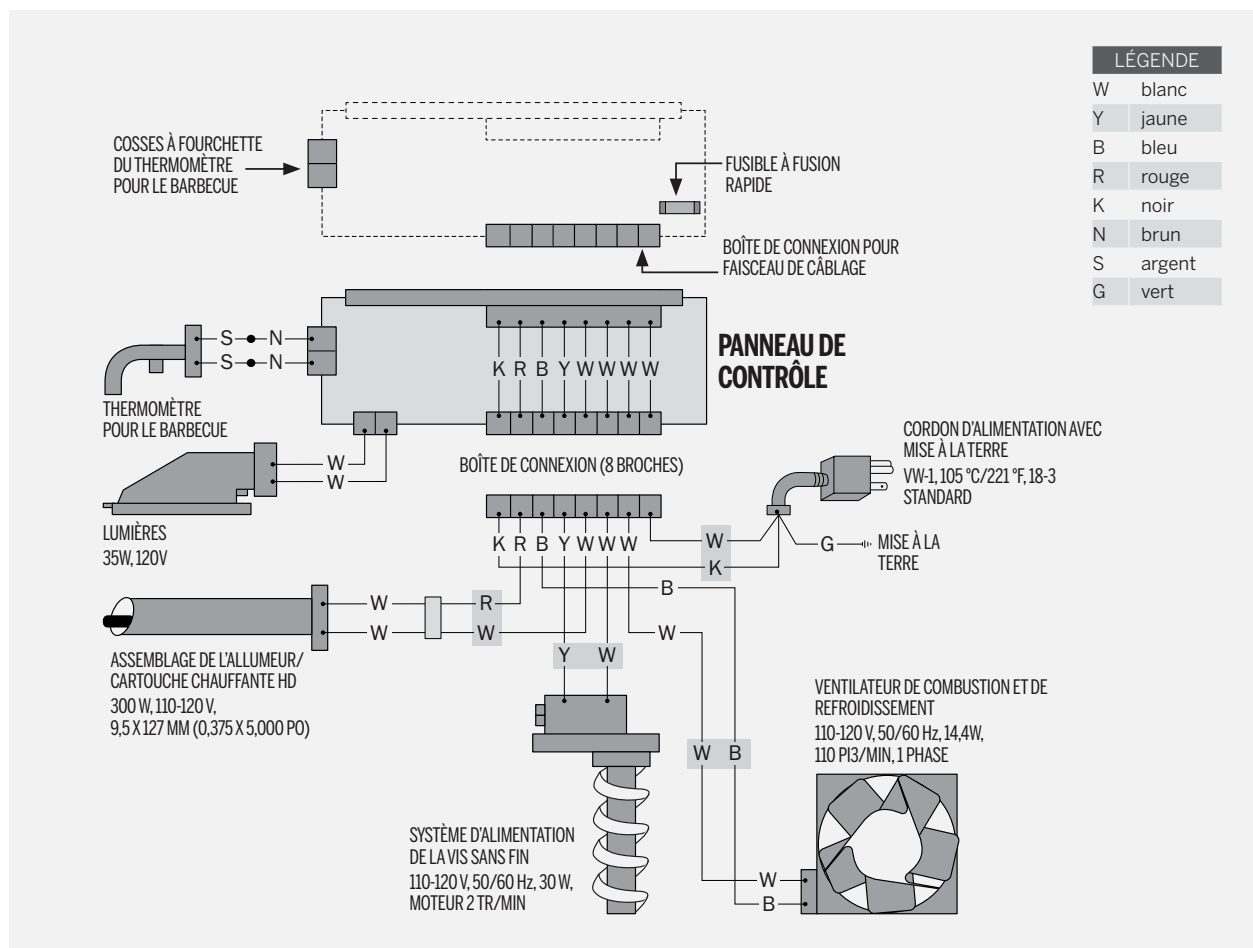 LÉGENDE
W blanc
Y jaune
B bleu
R rouge
K noir
N brun
S argent
G vert
COSSES À FOURCHETTE
DU THERMOMÈTRE
POUR LE BARBECUE
FUSIBLE À FUSION
RAPIDE
BOÎTE DE CONNEXION POUR
FAISCEAU DE CÂBLAGE
PANNEAU DE
CONTRÔLE
S N
S N
K R B Y W W W W
THERMOMÈTRE
POUR LE BARBECUE
W
W
BOÎTE DE CONNEXION (8 BROCHES)
CORDON D'ALIMENTATION AVEC
MISE À LA TERRE
VW-1, 105 °C/221 °F, 18-3
STANDARD
LUMIÈRES
35W, 120V
K R B Y W W W
W
K
G
MISE À LA
TERRE
B
W R
W W
W
Y W
ASSEMBLAGE DE L'ALLUMEUR/
CARTOUCHE CHAUFFANTE HD
300 W, 110-120 V,
9,5 X 127 MM (0,375 X 5,000 PO)
VENTILATEUR DE COMBUSTION ET DE
REFROIDISSEMENT
110-120 V, 50/60 Hz, 14,4W,
110 PI3/MIN, 1 PHASE
W B
SYSTÈME D'ALIMENTATION
DE LA VIS SANS FIN
110-120 V, 50/60 Hz, 30 W,
MOTEUR 2 TR/MIN
W
B